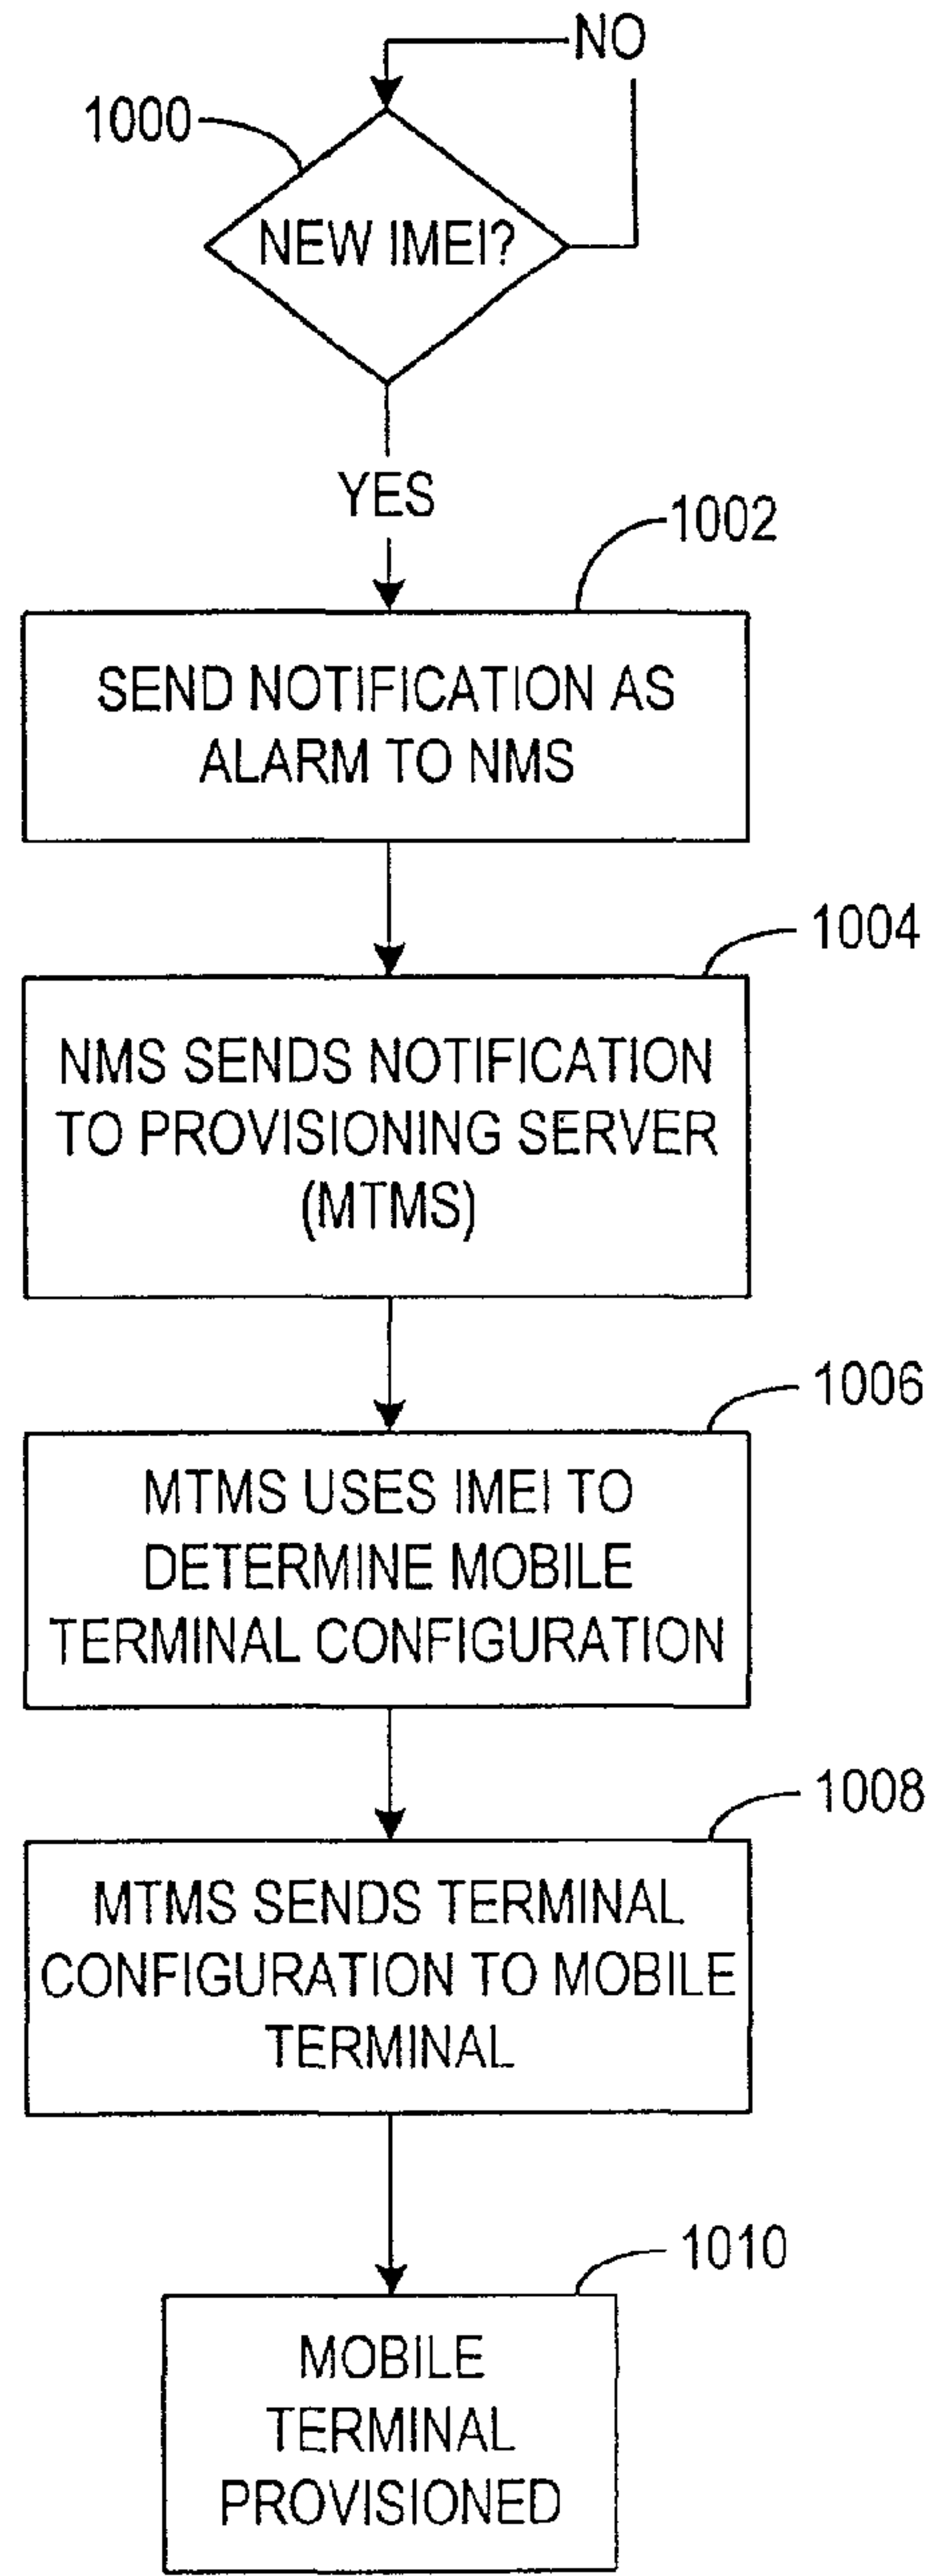 NO
1000
NEW IMEI?
YES
1002
SEND NOTIFICATION AS
ALARM TO NMS
1004
NMS SENDS NOTIFICATION
TO PROVISIONING SERVER
(MTMS)
1006
MTMS USES IMEI TO
DETERMINE MOBILE
TERMINAL CONFIGURATION
1008
MTMS SENDS TERMINAL
CONFIGURATION TO MOBILE
TERMINAL
1010
MOBILE
TERMINAL
PROVISIONED